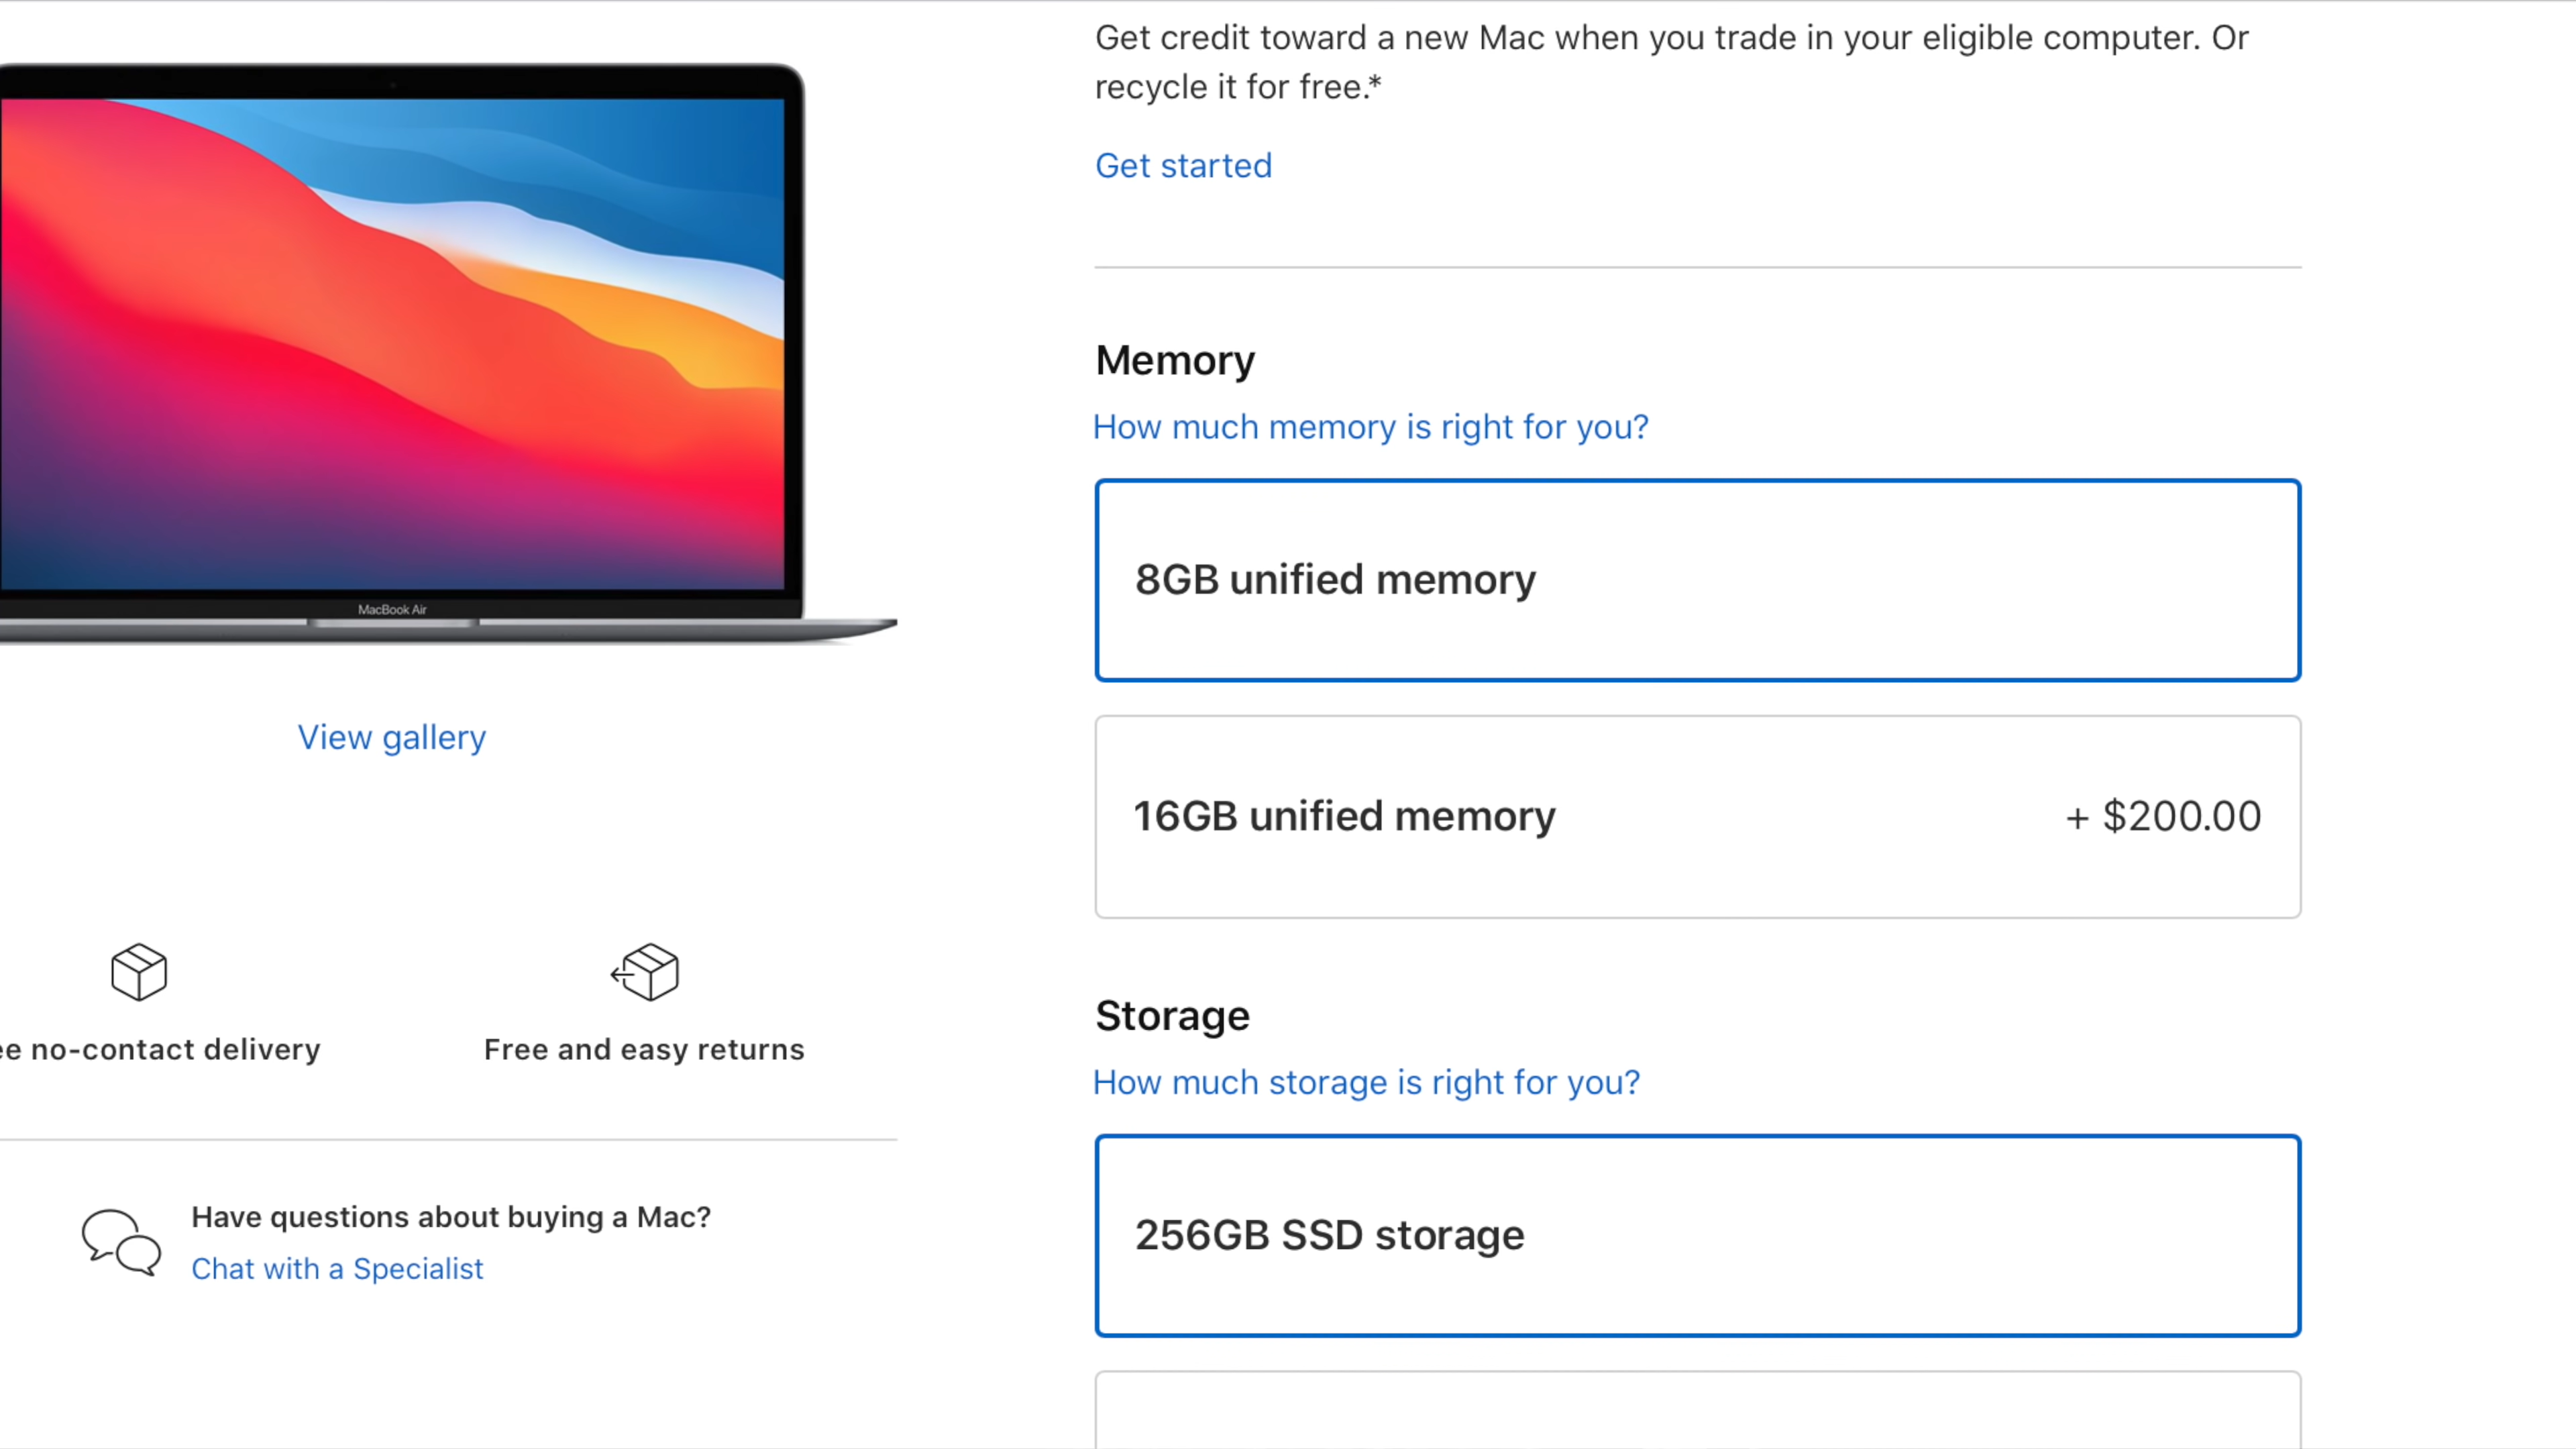 Get credit toward a new Mac when you trade in your eligible computer. Or
recycle it for free.*
Get started
MacBook Air
View gallery
ee no-contact delivery
Free and easy returns
Have questions about buying a Mac?
Chat with a Specialist
Memory
How much memory is right for you?
8GB unified memory
16GB unified memory + $200.00
Storage
How much storage is right for you?
256GB SSD storage